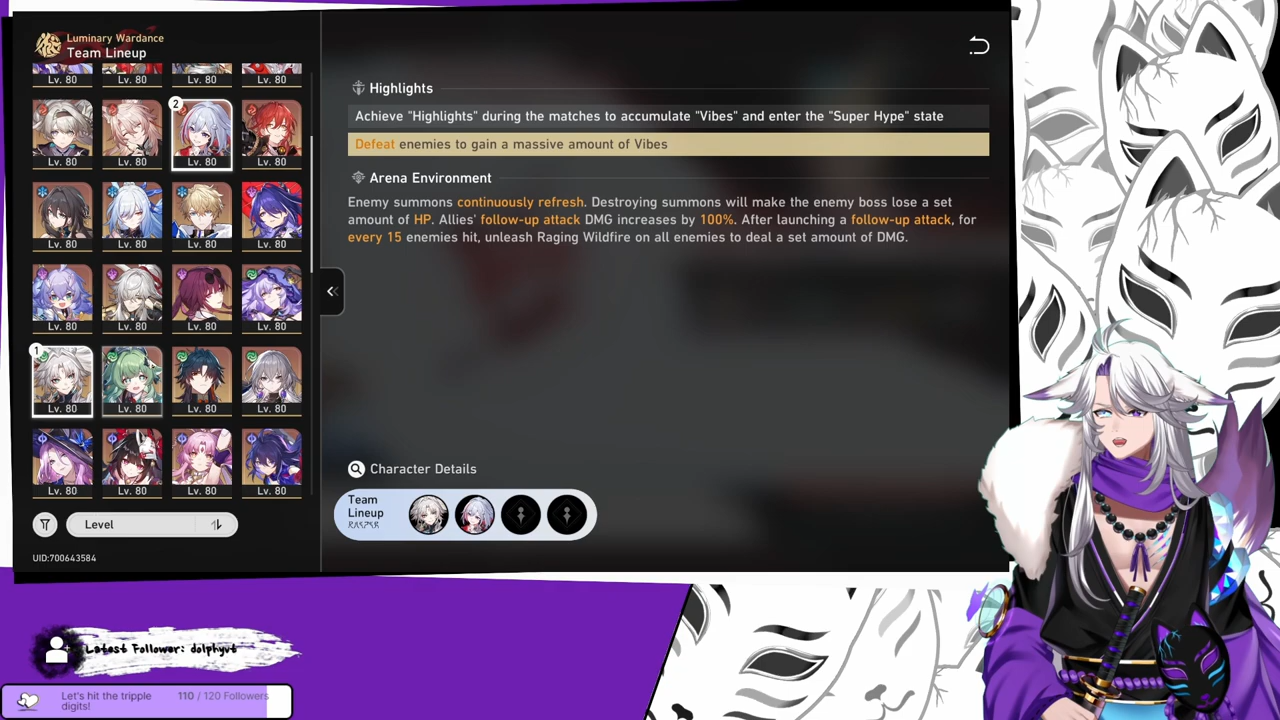 Luminary Wardance
Team Lineup
Lv. 80 Lv. 80 Lv. 80 Lv. 80
2
Lv. 80 Lv. 80 Lv. 80 Lv. 80
Lv. 80 Lv. 80 Lv. 80 Lv. 80
Lv. 80 Lv. 80 Lv. 80 Lv. 80
1
Lv. 80 Lv. 80 Lv. 80 Lv. 80
Lv. 80 Lv. 80 Lv. 80 Lv. 80
Level
UID:700643584
Highlights
Achieve "Highlights" during the matches to accumulate "Vibes" and enter the "Super Hype" state
Defeat enemies to gain a massive amount of Vibes
Arena Environment
Enemy summons continuously refresh. Destroying summons will make the enemy boss lose a set
amount of HP. Allies' follow-up attack DMG increases by 100%. After launching a follow-up attack, for
every 15 enemies hit, unleash Raging Wildfire on all enemies to deal a set amount of DMG.
Character Details
Team
Lineup
Latest Follower: dolphyvt
Let's hit the tripple
digits!
110 / 120 Followers